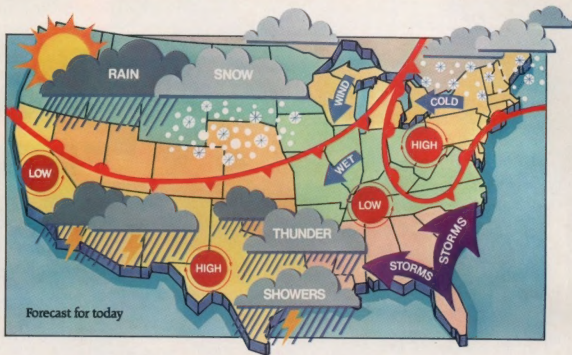 RAIN
SNOW
WIND
COLD
HIGH
WET
LOW
LOW
THUNDER
HIGH
STORMS
STORMS
SHOWERS
Forecast for today